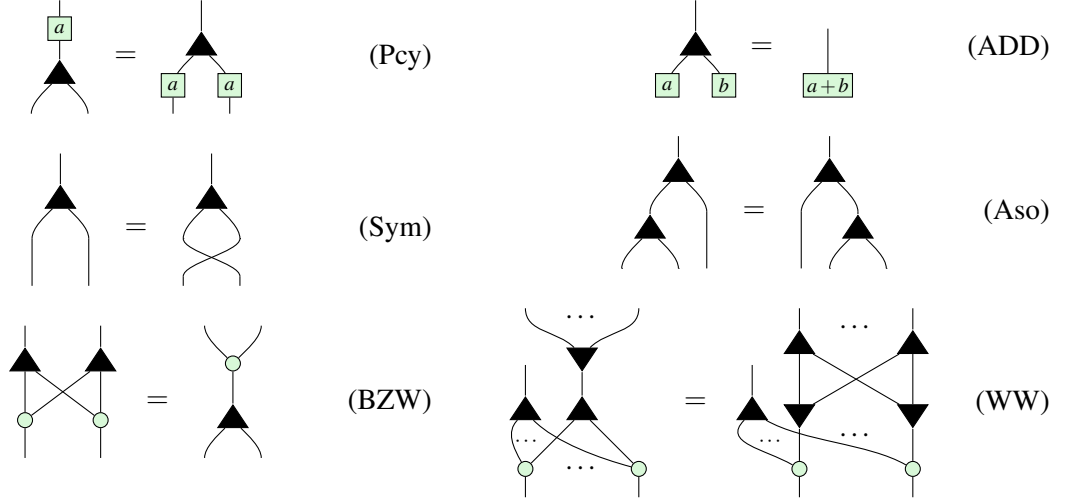 a = a a (Pcy)
a b = a + b (ADD)
= (Sym)
= (Aso)
= (BZW)
... ... ... = ... ... ... (WW)